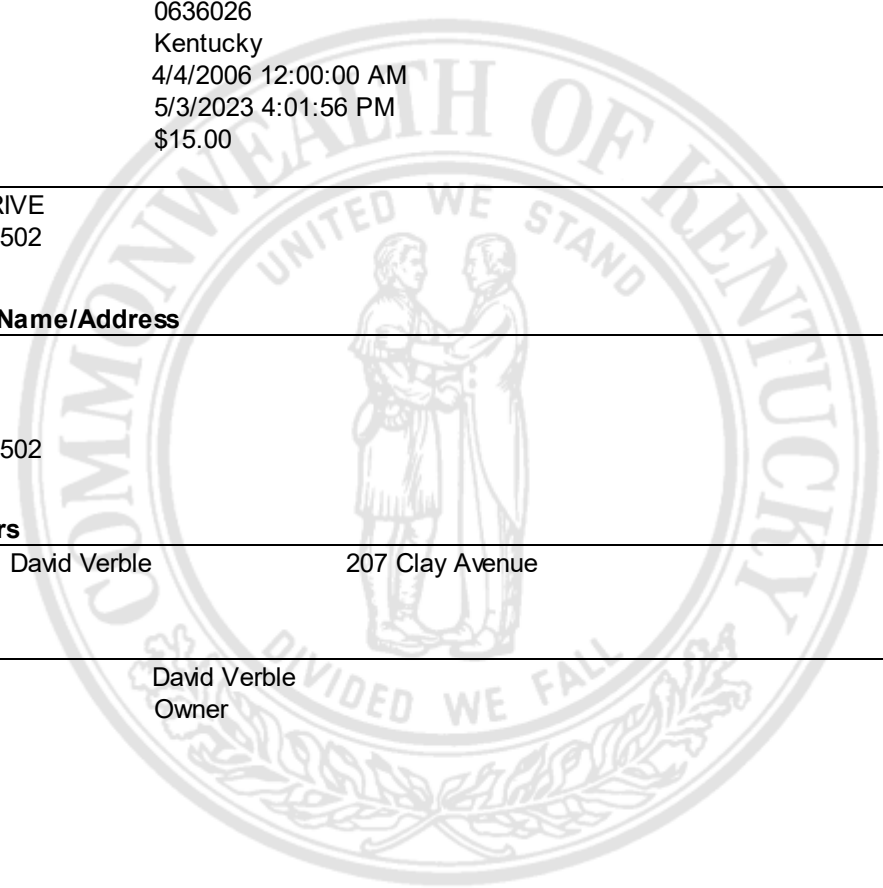 0636026
Kentucky
4/4/2006 12:00:00 AM
5/3/2023 4:01:56 PM
$15.00
RIVE
502
Name/Address
502
rs
David Verble 207 Clay Avenue
David Verble
Owner
COMMONWEALTH OF KENTUCKY
UNITED WE STAND
DIVIDED WE FALL